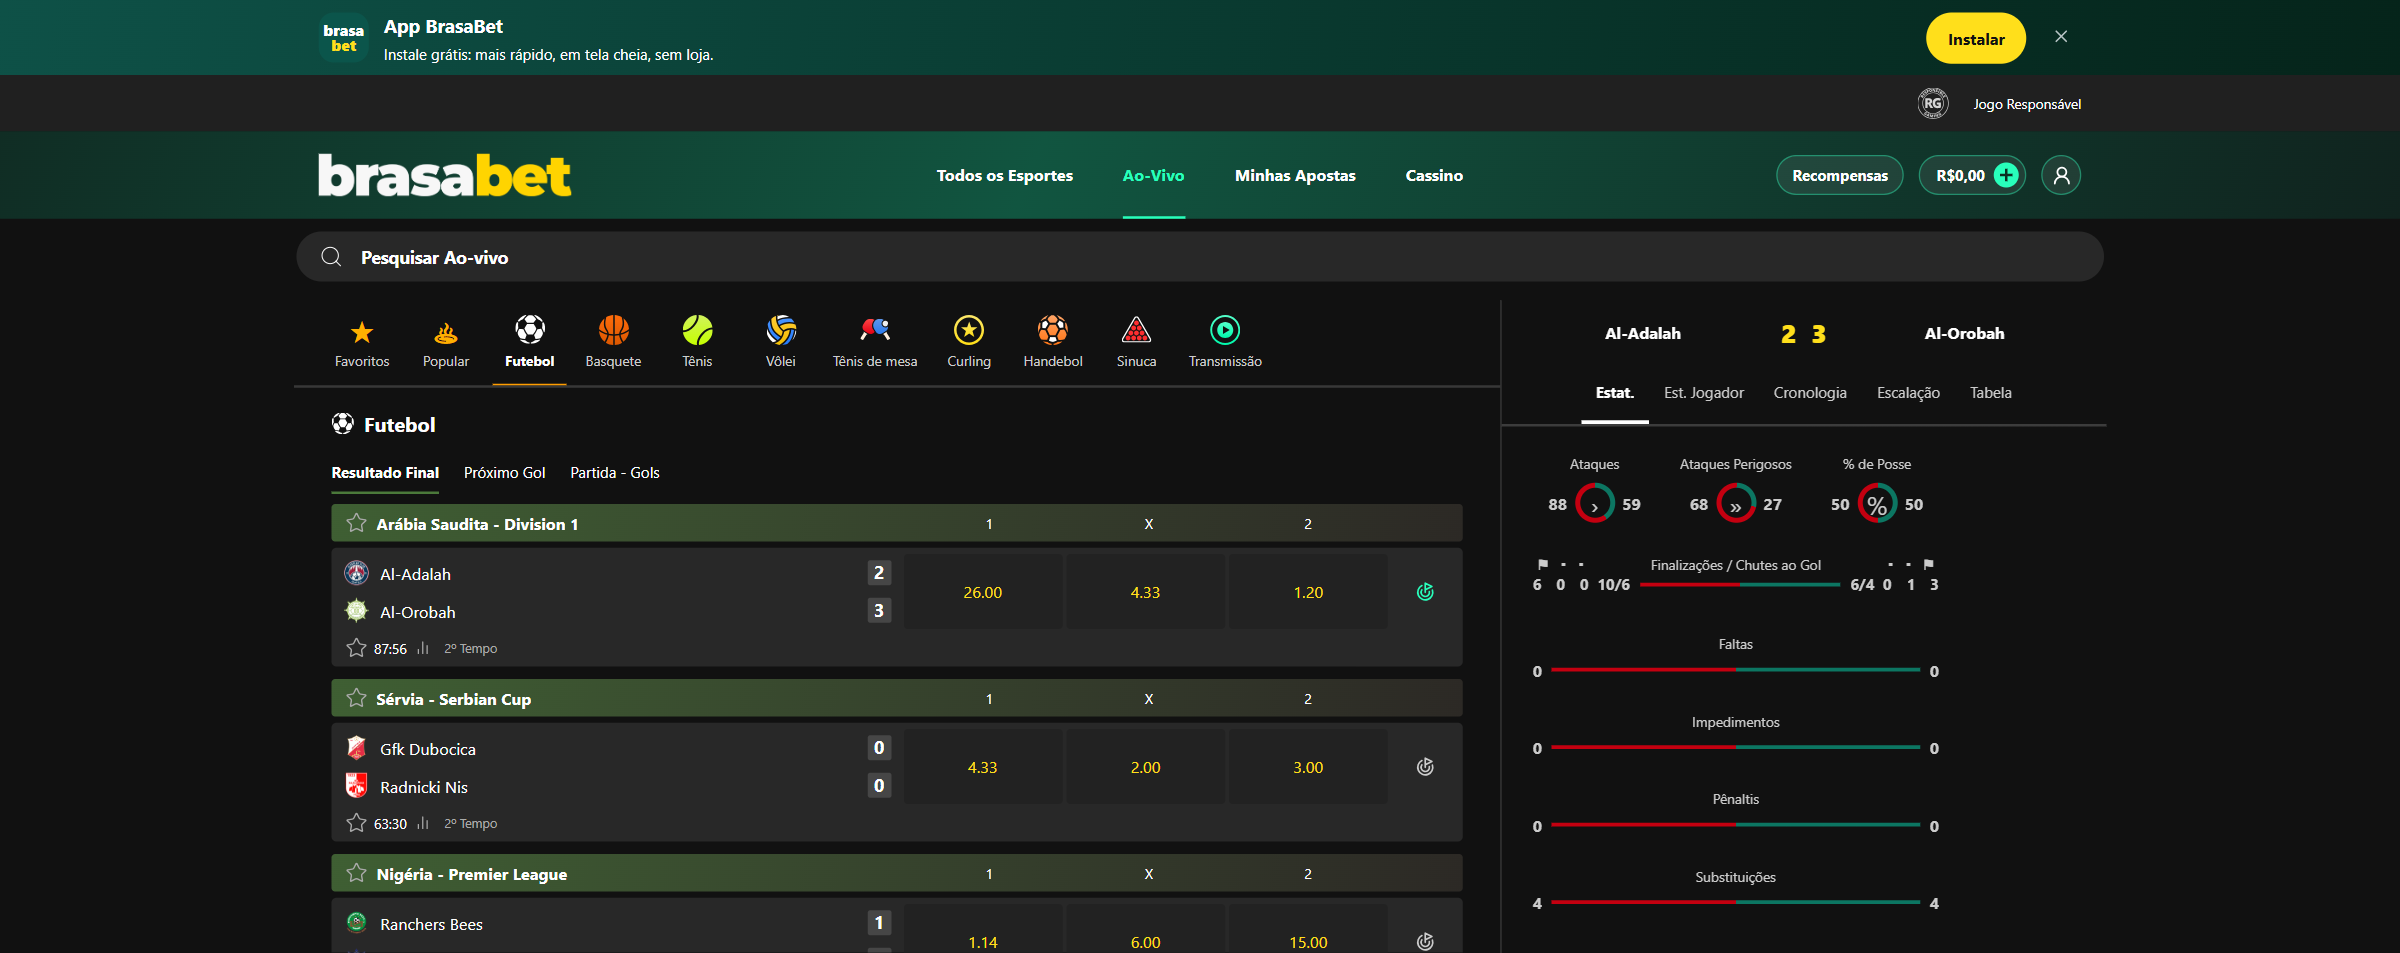 brasa
bet
App BrasaBet
Instale grátis: mais rápido, em tela cheia, sem loja.
Instalar
RG
Jogo Responsável
brasabet
Todos os Esportes
Ao-Vivo
Minhas Apostas
Cassino
Recompensas
R$0,00
Pesquisar Ao-vivo
Favoritos
Popular
Futebol
Basquete
Tênis
Vôlei
Tênis de mesa
Curling
Handebol
Sinuca
Transmissão
Futebol
Resultado Final
Próximo Gol
Partida - Gols
Arábia Saudita - Division 1
1 X 2
Al-Adalah 2
Al-Orobah 3
26.00 4.33 1.20
87:56 2º Tempo
Sérvia - Serbian Cup
1 X 2
Gfk Dubocica 0
Radnicki Nis 0
4.33 2.00 3.00
63:30 2º Tempo
Nigéria - Premier League
1 X 2
Ranchers Bees 1
1.14 6.00 15.00
Al-Adalah 2 3 Al-Orobah
Estat.
Est. Jogador
Cronologia
Escalação
Tabela
Ataques
88 › 59
Ataques Perigosos
68 » 27
% de Posse
50 % 50
- - Finalizações / Chutes ao Gol - -
6 0 0 10/6 6/4 0 1 3
Faltas
0 0
Impedimentos
0 0
Pênaltis
0 0
Substituições
4 4